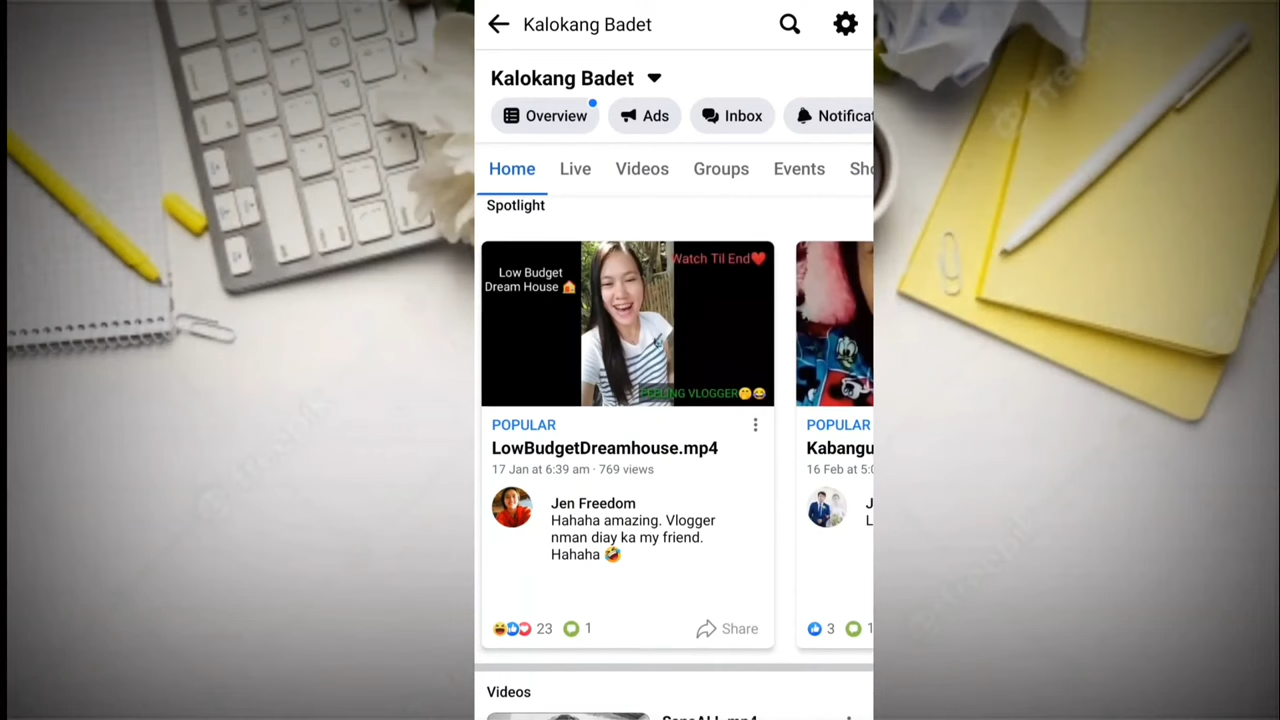 Kalokang Badet
Kalokang Badet
Overview
Ads
Inbox
Notificat
Home
Live
Videos
Groups
Events
Sho
Spotlight
Low Budget
Dream House 🏠
Watch Til End❤️
FEELING VLOGGER🤭😂
POPULAR
LowBudgetDreamhouse.mp4
17 Jan at 6:39 am · 769 views
Jen Freedom
Hahaha amazing. Vlogger
nman diay ka my friend.
Hahaha 🤣
23
1
Share
POPULAR
Kabangu
16 Feb at 5:0
J
L
3
1
Videos